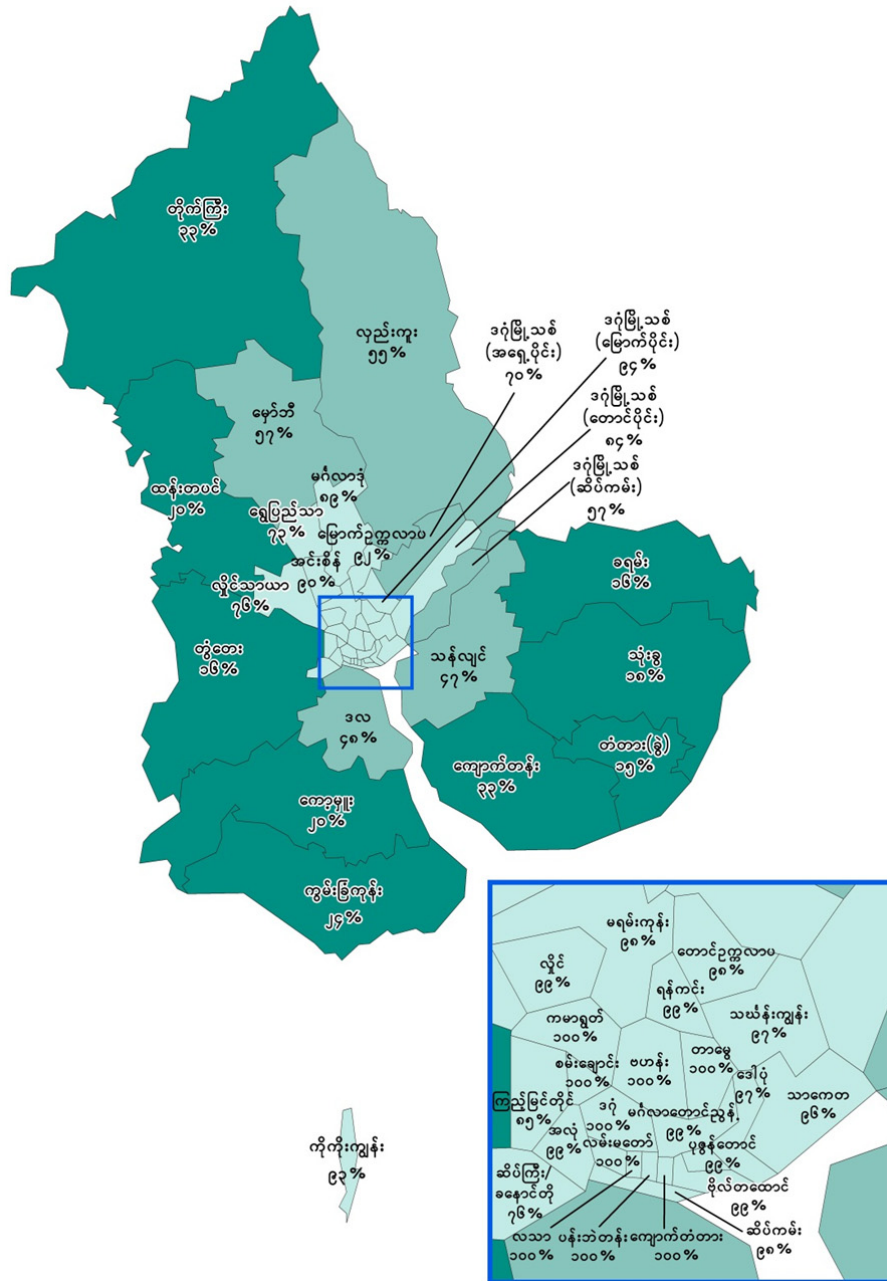 တိုက်ကြီး
၃၃%
လှည်းကူး
၅၅%
ဒဂုံမြို့သစ်
(အရှေ့ပိုင်း)
၇၀%
ဒဂုံမြို့သစ်
(မြောက်ပိုင်း)
၉၄%
ဒဂုံမြို့သစ်
(တောင်ပိုင်း)
၈၄%
ဒဂုံမြို့သစ်
(ဆိပ်ကမ်း)
၅၇%
မှော်ဘီ
၅၇%
မင်္ဂလာဒုံ
၈၉%
ထန်းတပင်
၂၀%
ရွှေပြည်သာ
၇၃%
မြောက်ဥက္ကလာပ
၉၂%
အင်းစိန်
၉၀%
လှိုင်သာယာ
၇၆%
ခရမ်း
၁၆%
တွံတေး
၁၆%
သန်လျင်
၄၇%
သုံးခွ
၁၈%
ဒလ
၄၈%
တံတား(ခွဲ)
၁၅%
ကျောက်တန်း
၃၃%
ကော့မှူး
၂၀%
ကွမ်းခြံကုန်း
၂၄%
ကိုကိုးကျွန်း
၉၃%
မရမ်းကုန်း
၉၈%
တောင်ဥက္ကလာပ
၉၈%
လှိုင်
၉၉%
ရန်ကင်း
၉၉%
သင်္ဃန်းကျွန်း
၉၇%
ကမာရွတ်
၁၀၀%
တာမွေ
၁၀၀%
စမ်းချောင်း
၁၀၀%
ဗဟန်း
၁၀၀%
ဒေါပုံ
၉၇%
သာကေတ
၉၆%
ကြည့်မြင်တိုင်
၈၅%
ဒဂုံ
၁၀၀%
မင်္ဂလာတောင်ညွန့်
၉၉%
အလုံ
၉၉%
လမ်းမတော်
၁၀၀%
ပုဇွန်တောင်
၉၉%
ဆိပ်ကြီး/
ခနောင်တို
၇၆%
ဗိုလ်တထောင်
၉၉%
ဆိပ်ကမ်း
၉၈%
လသာ
၁၀၀%
ပန်းဘဲတန်း
၁၀၀%
ကျောက်တံတား
၁၀၀%